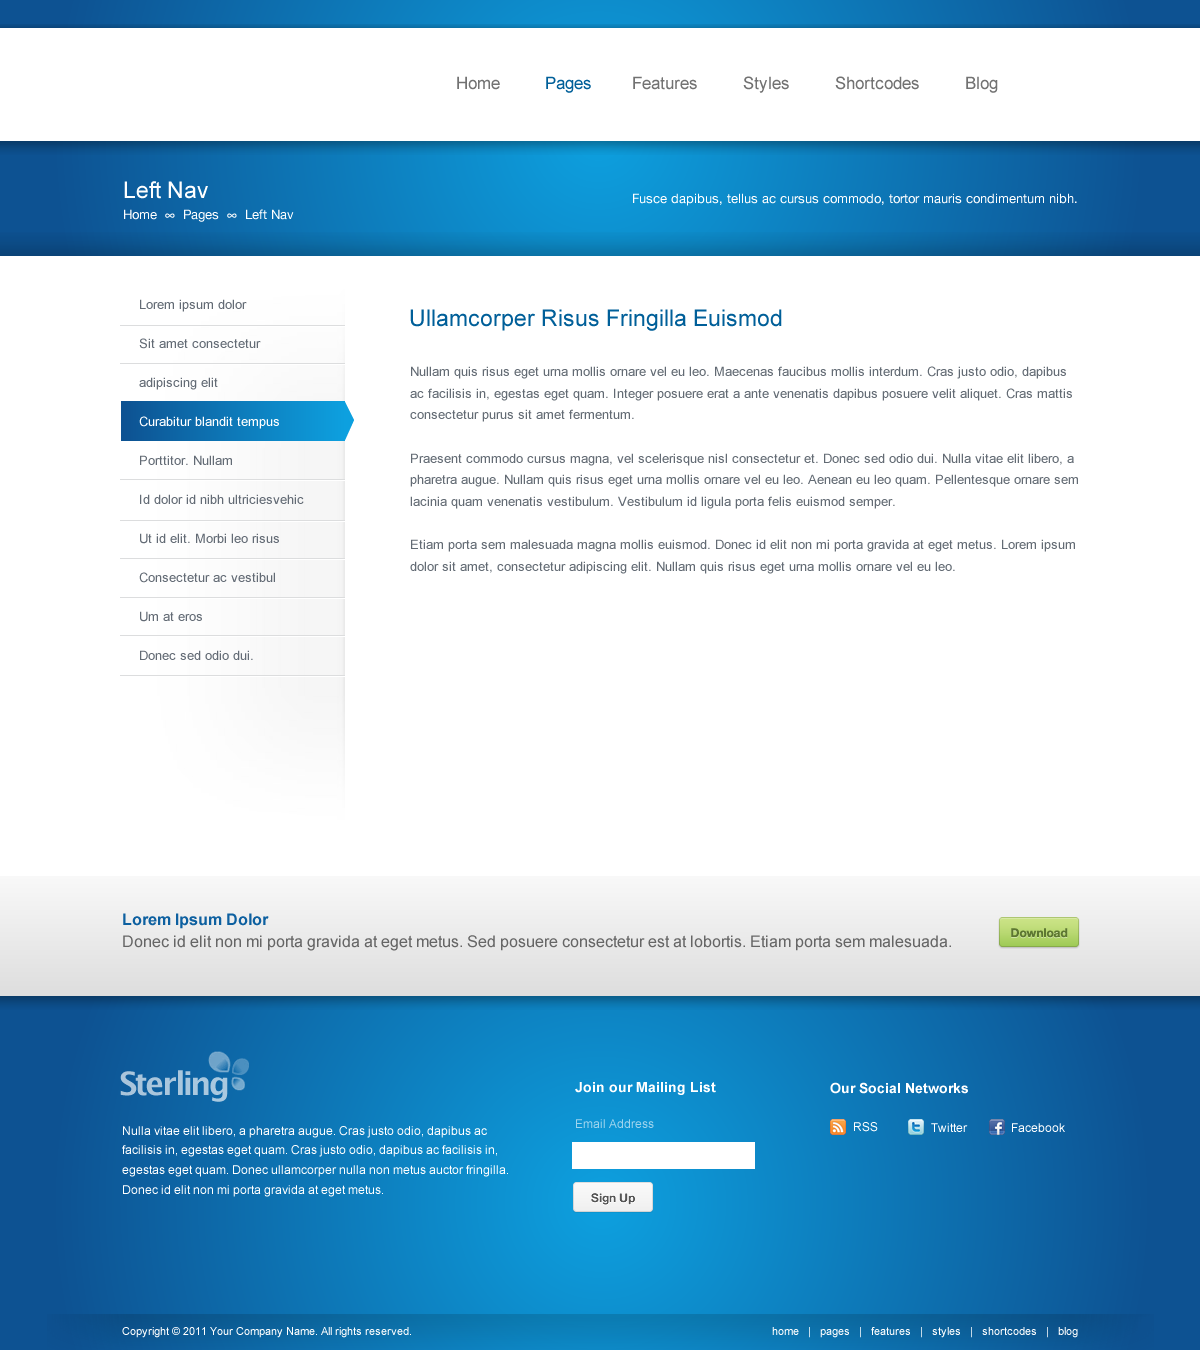 Home Pages Features Styles Shortcodes Blog
Left Nav
Home ∞ Pages ∞ Left Nav
Fusce dapibus, tellus ac cursus commodo, tortor mauris condimentum nibh.
Lorem ipsum dolor
Sit amet consectetur
adipiscing elit
Curabitur blandit tempus
Porttitor. Nullam
Id dolor id nibh ultriciesvehic
Ut id elit. Morbi leo risus
Consectetur ac vestibul
Um at eros
Donec sed odio dui.
Ullamcorper Risus Fringilla Euismod
Nullam quis risus eget urna mollis ornare vel eu leo. Maecenas faucibus mollis interdum. Cras justo odio, dapibus
ac facilisis in, egestas eget quam. Integer posuere erat a ante venenatis dapibus posuere velit aliquet. Cras mattis
consectetur purus sit amet fermentum.
Praesent commodo cursus magna, vel scelerisque nisl consectetur et. Donec sed odio dui. Nulla vitae elit libero, a
pharetra augue. Nullam quis risus eget urna mollis ornare vel eu leo. Aenean eu leo quam. Pellentesque ornare sem
lacinia quam venenatis vestibulum. Vestibulum id ligula porta felis euismod semper.
Etiam porta sem malesuada magna mollis euismod. Donec id elit non mi porta gravida at eget metus. Lorem ipsum
dolor sit amet, consectetur adipiscing elit. Nullam quis risus eget urna mollis ornare vel eu leo.
Lorem Ipsum Dolor
Donec id elit non mi porta gravida at eget metus. Sed posuere consectetur est at lobortis. Etiam porta sem malesuada.
Download
Sterling
Nulla vitae elit libero, a pharetra augue. Cras justo odio, dapibus ac
facilisis in, egestas eget quam. Cras justo odio, dapibus ac facilisis in,
egestas eget quam. Donec ullamcorper nulla non metus auctor fringilla.
Donec id elit non mi porta gravida at eget metus.
Join our Mailing List
Email Address
Sign Up
Our Social Networks
RSS Twitter Facebook
Copyright © 2011 Your Company Name. All rights reserved.
home | pages | features | styles | shortcodes | blog